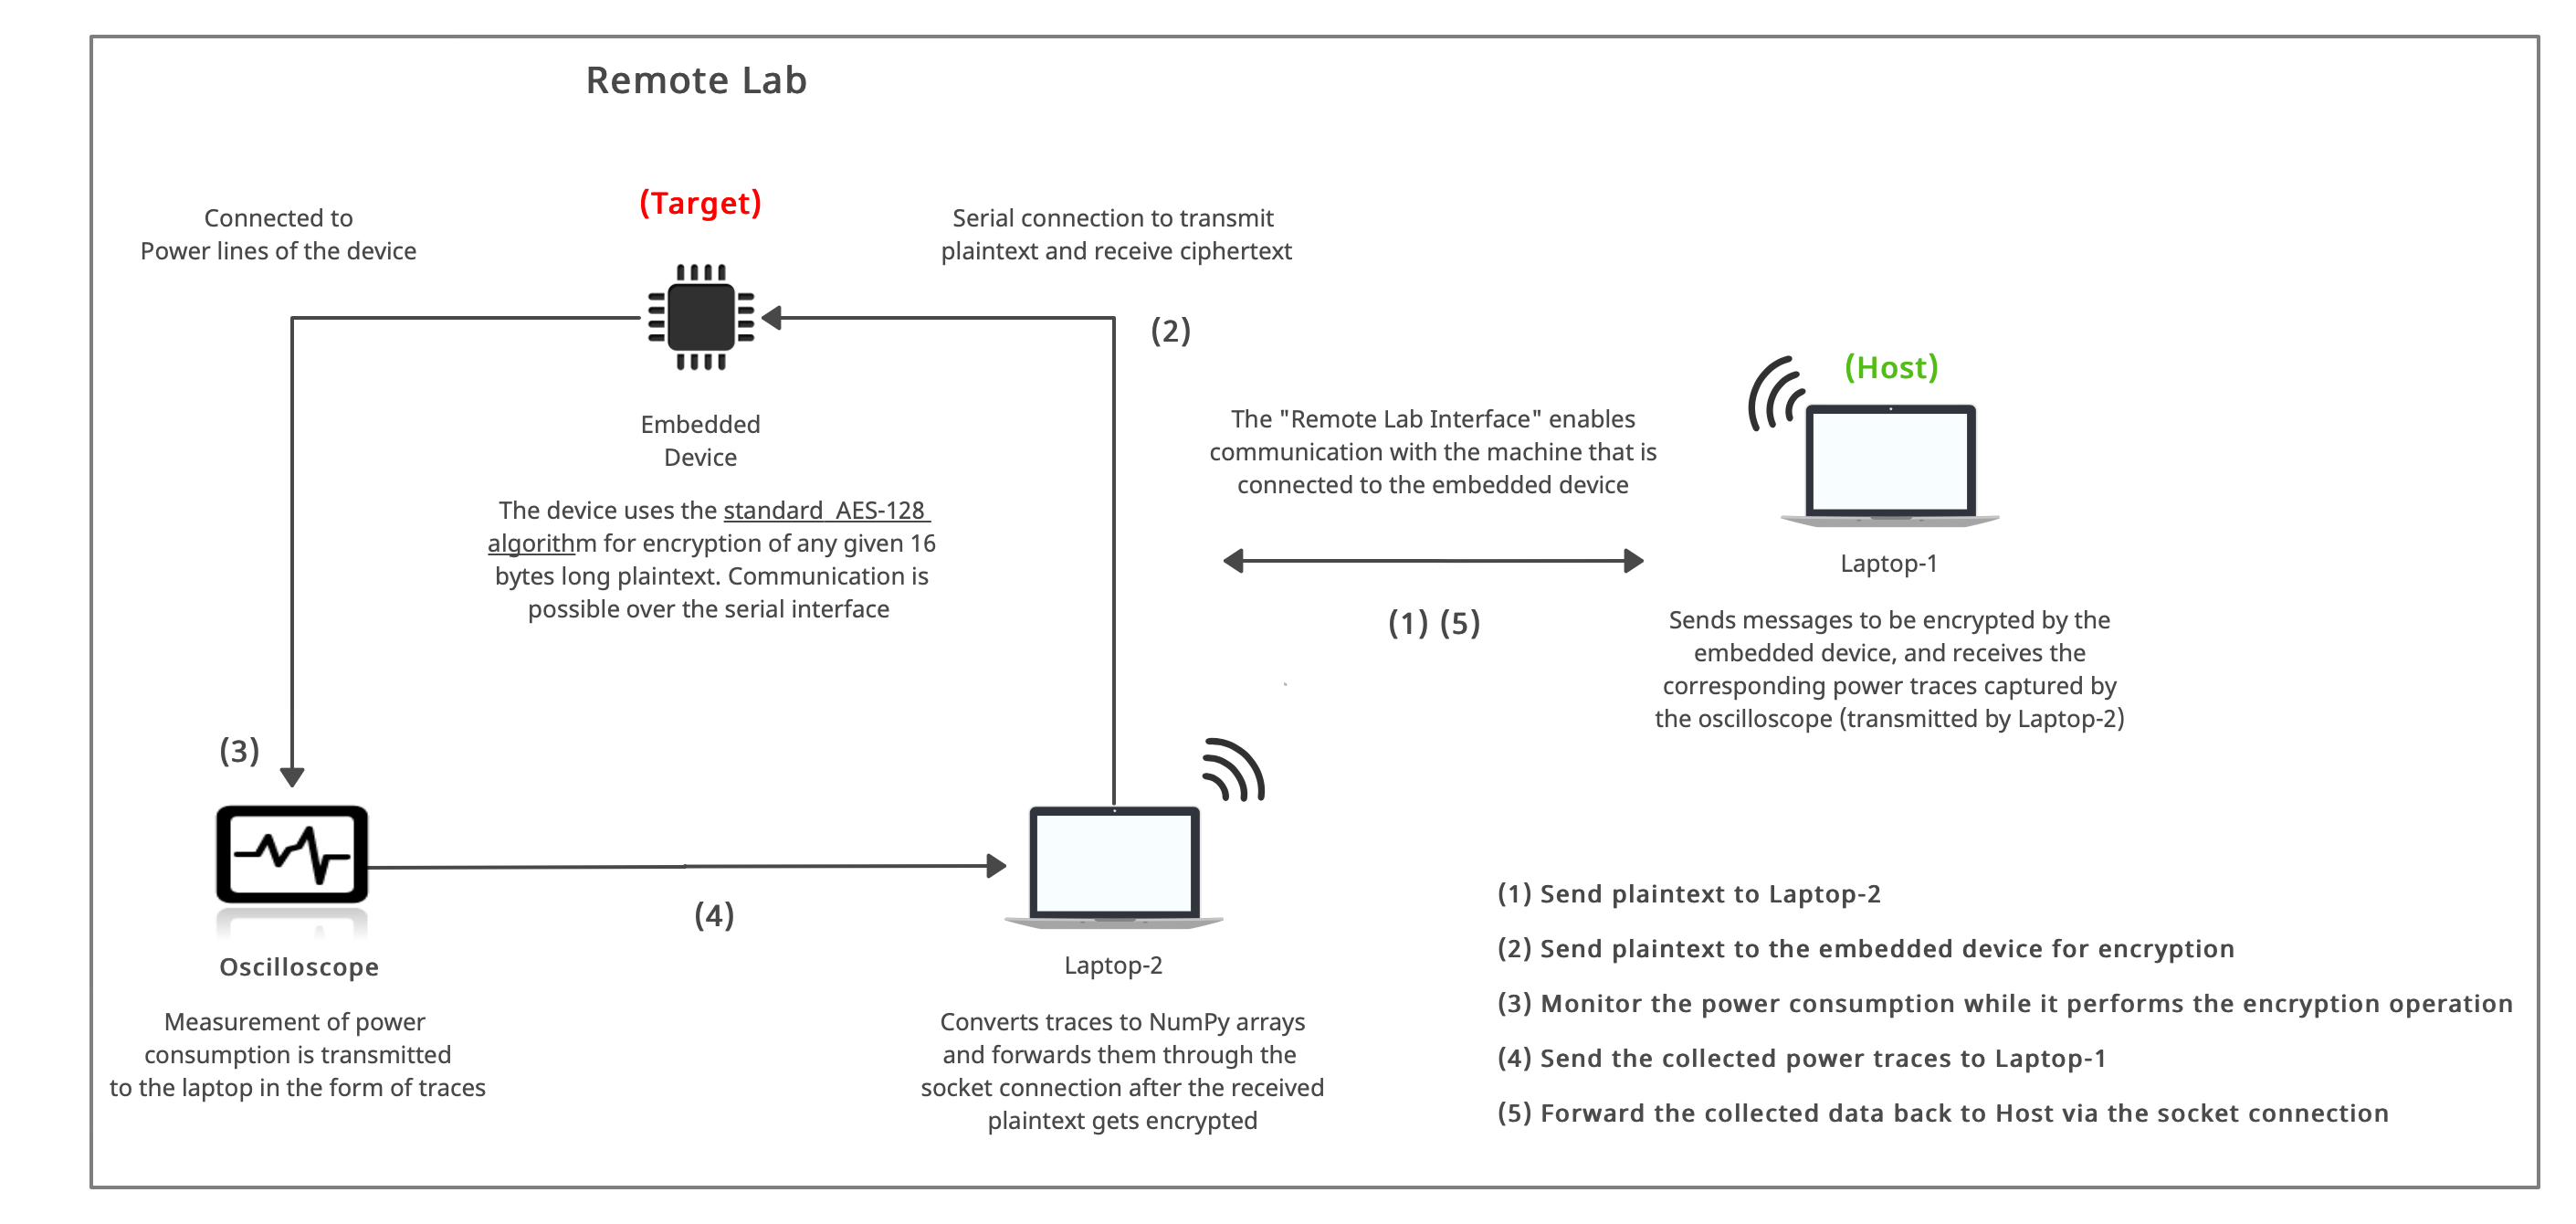 Remote Lab
Connected to
Power lines of the device
(Target)
Serial connection to transmit
plaintext and receive ciphertext
(2)
Embedded
Device
The device uses the standard AES-128
algorithm for encryption of any given 16
bytes long plaintext. Communication is
possible over the serial interface
The "Remote Lab Interface" enables
communication with the machine that is
connected to the embedded device
(1) (5)
(Host)
Laptop-1
Sends messages to be encrypted by the
embedded device, and receives the
corresponding power traces captured by
the oscilloscope (transmitted by Laptop-2)
(3)
Oscilloscope
Measurement of power
consumption is transmitted
to the laptop in the form of traces
(4)
Laptop-2
Converts traces to NumPy arrays
and forwards them through the
socket connection after the received
plaintext gets encrypted
(1) Send plaintext to Laptop-2
(2) Send plaintext to the embedded device for encryption
(3) Monitor the power consumption while it performs the encryption operation
(4) Send the collected power traces to Laptop-1
(5) Forward the collected data back to Host via the socket connection